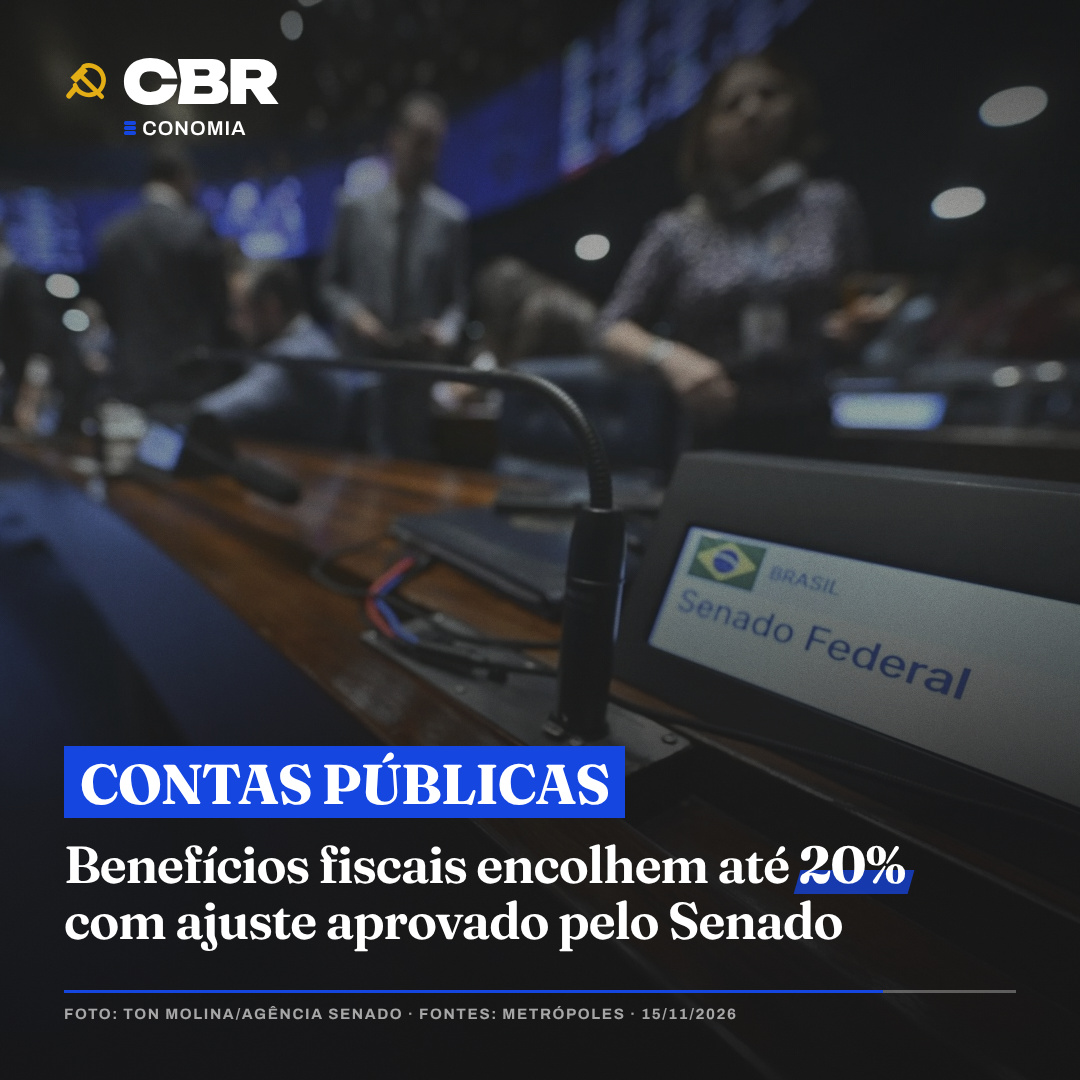 CBR
CONOMIA
BRASIL
Senado Federal
CONTAS PÚBLICAS
Benefícios fiscais encolhem até 20%
com ajuste aprovado pelo Senado
FOTO: TON MOLINA/AGÊNCIA SENADO · FONTES: METRÓPOLES · 15/11/2026